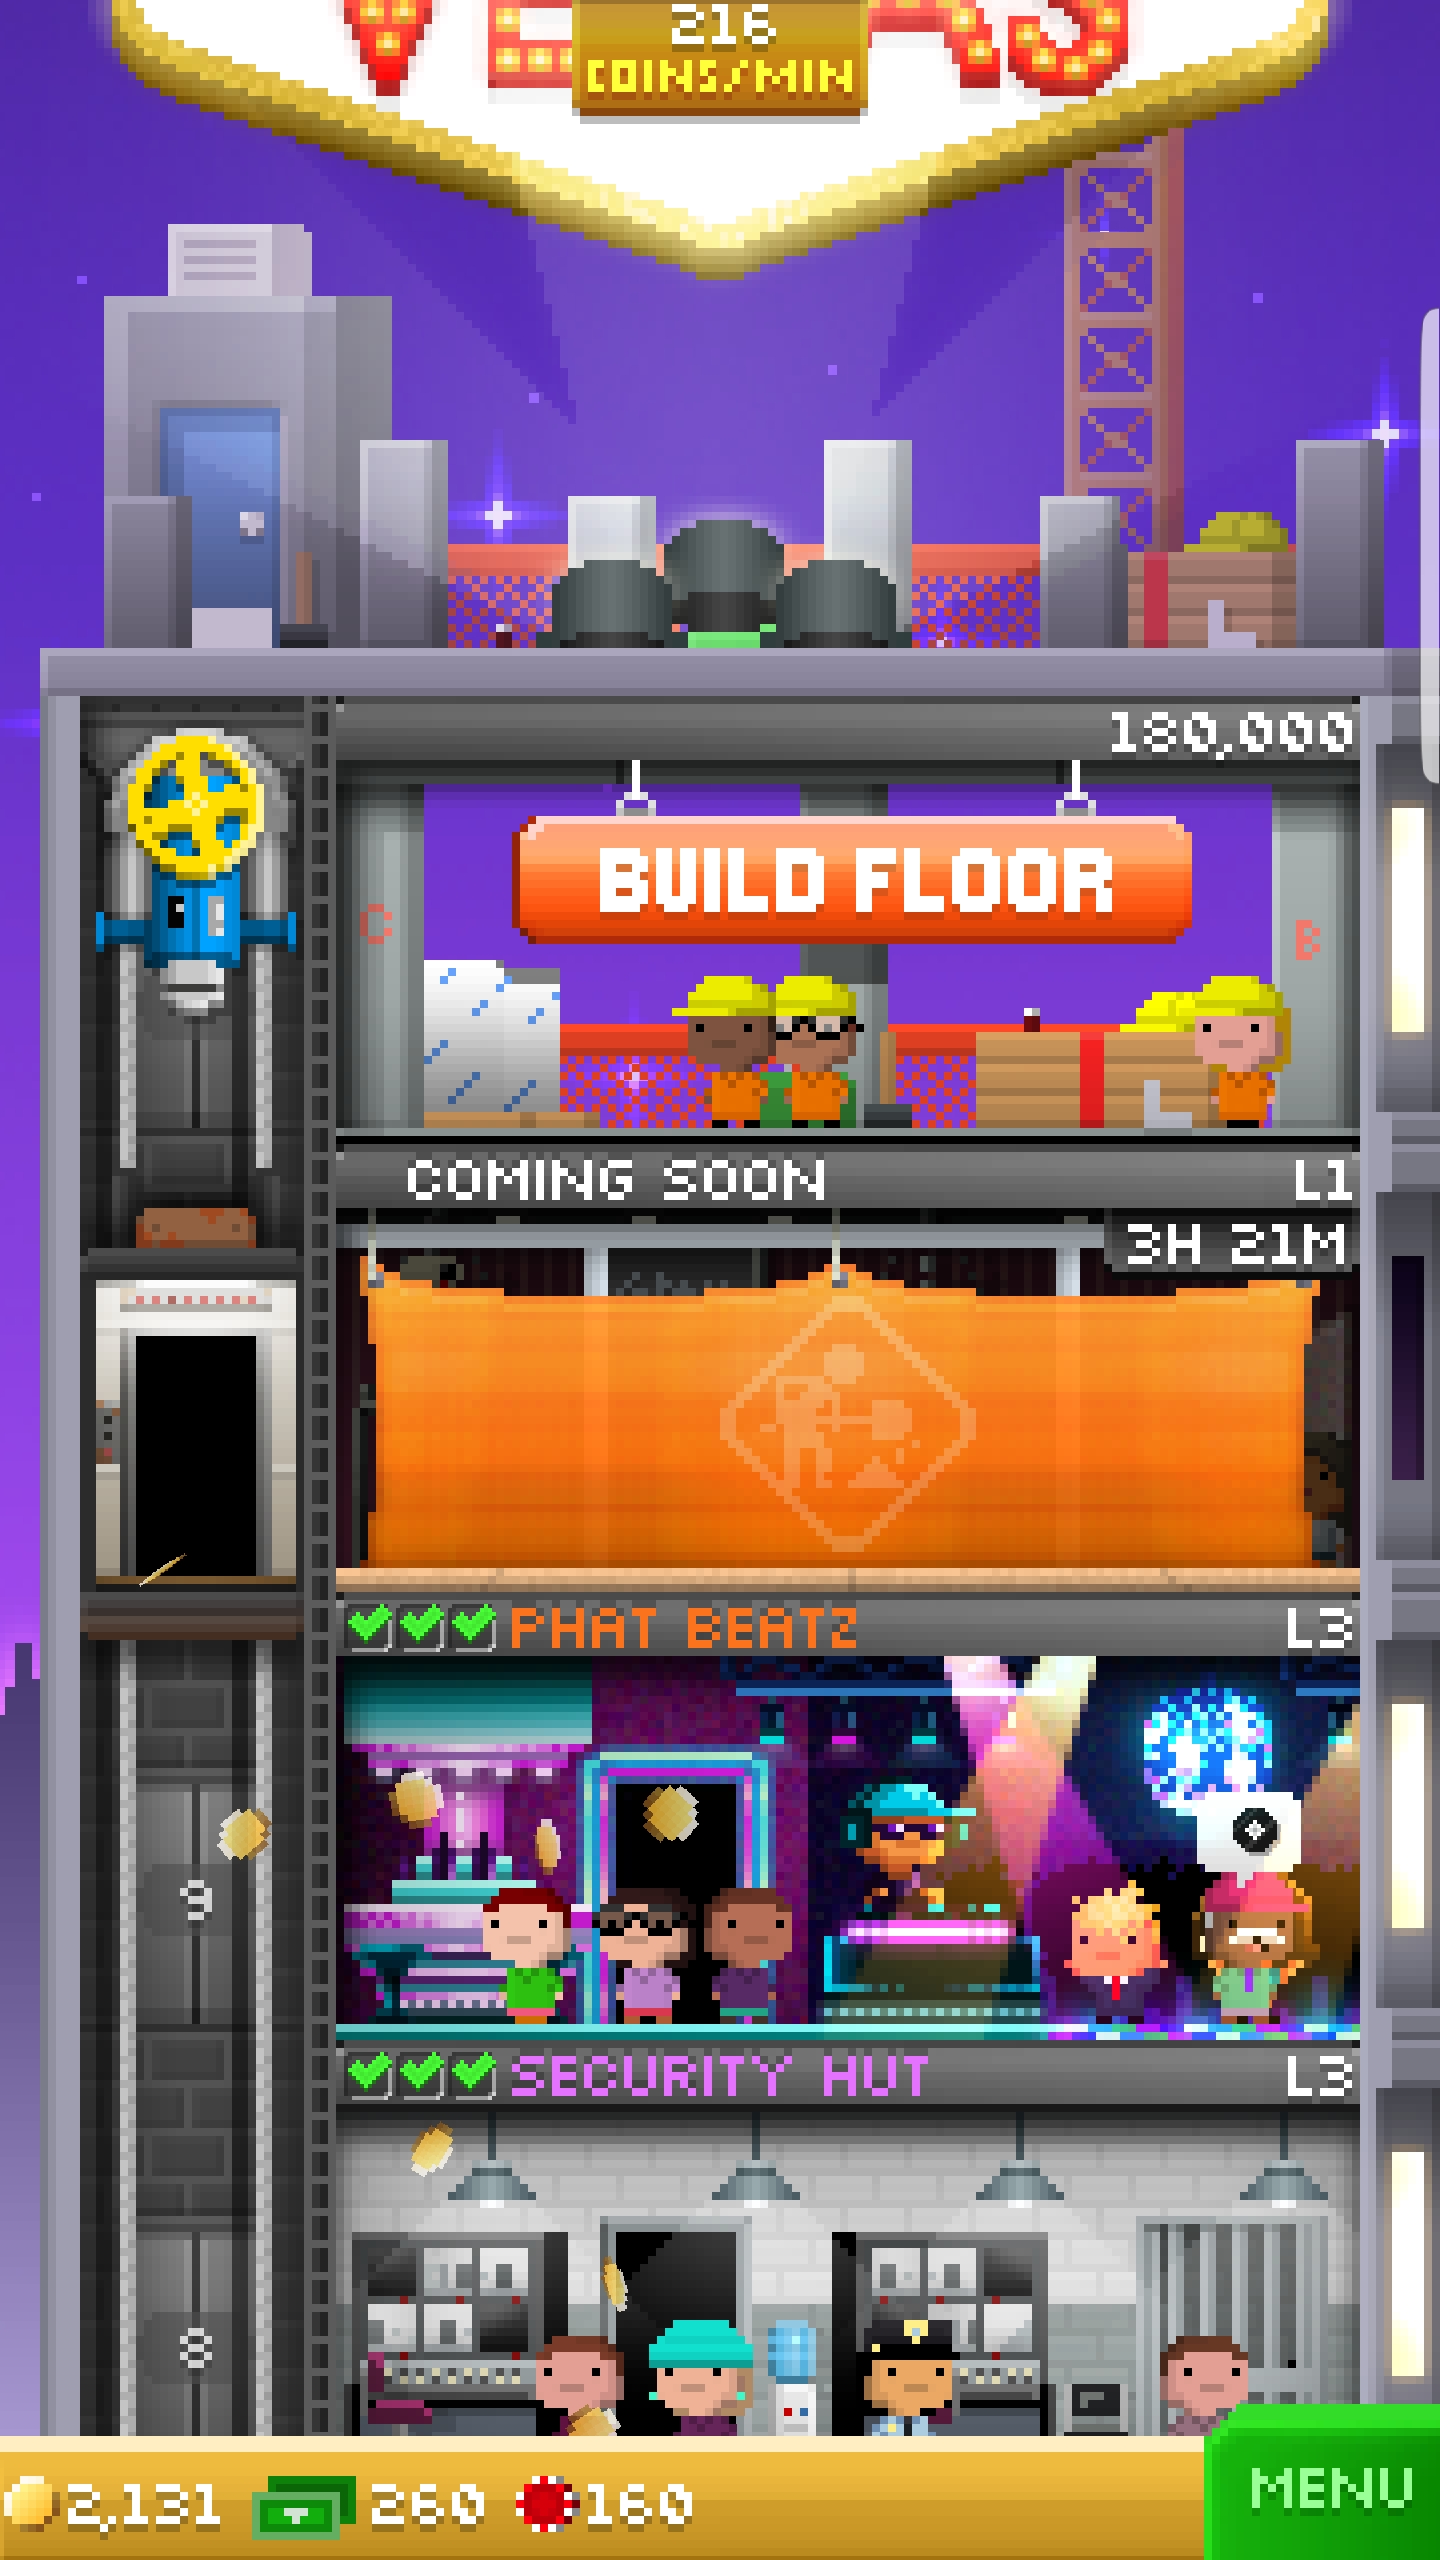 216
COINS/MIN
180,000
BUILD FLOOR
C
B
COMING SOON L1
3H 21M
PHAT BEATZ L3
9
SECURITY HUT L3
8
2,131 260 160
MENU